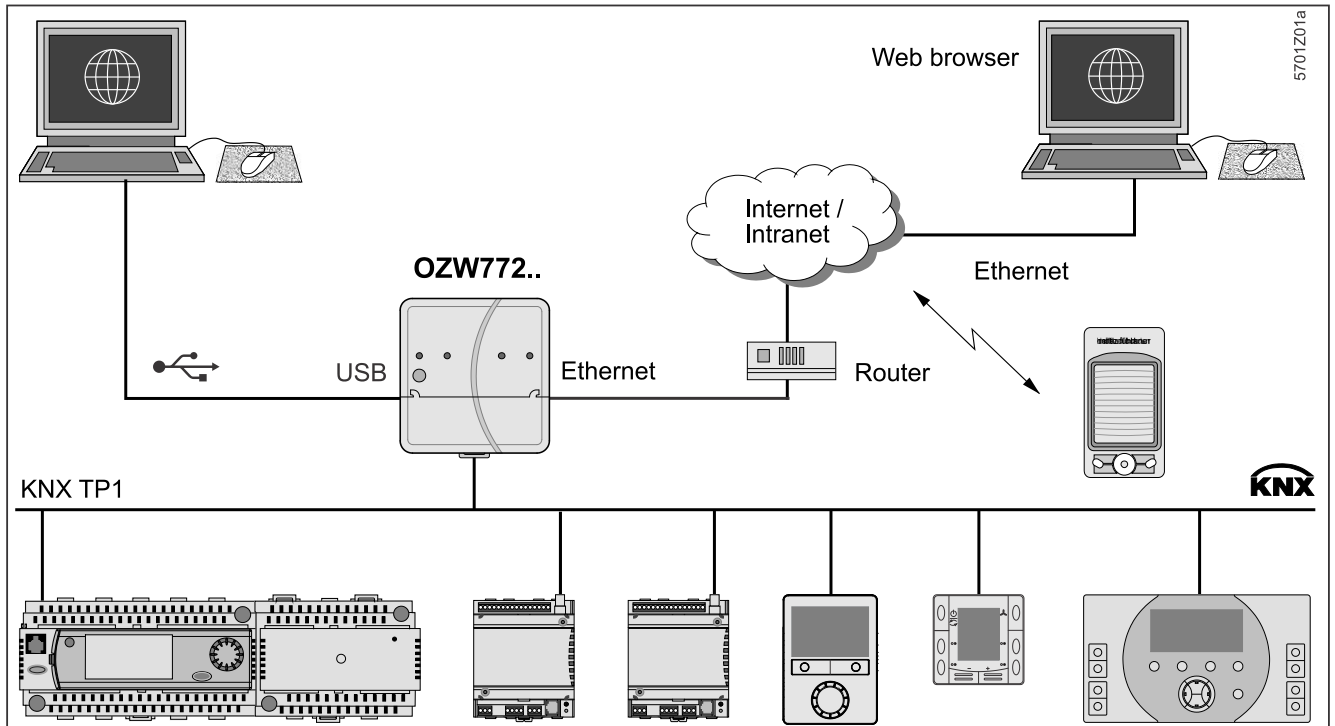 5701Z01a
Web browser
Internet /
Intranet
OZW772..
Ethernet
USB
Ethernet
Router
KNX TP1
KNX